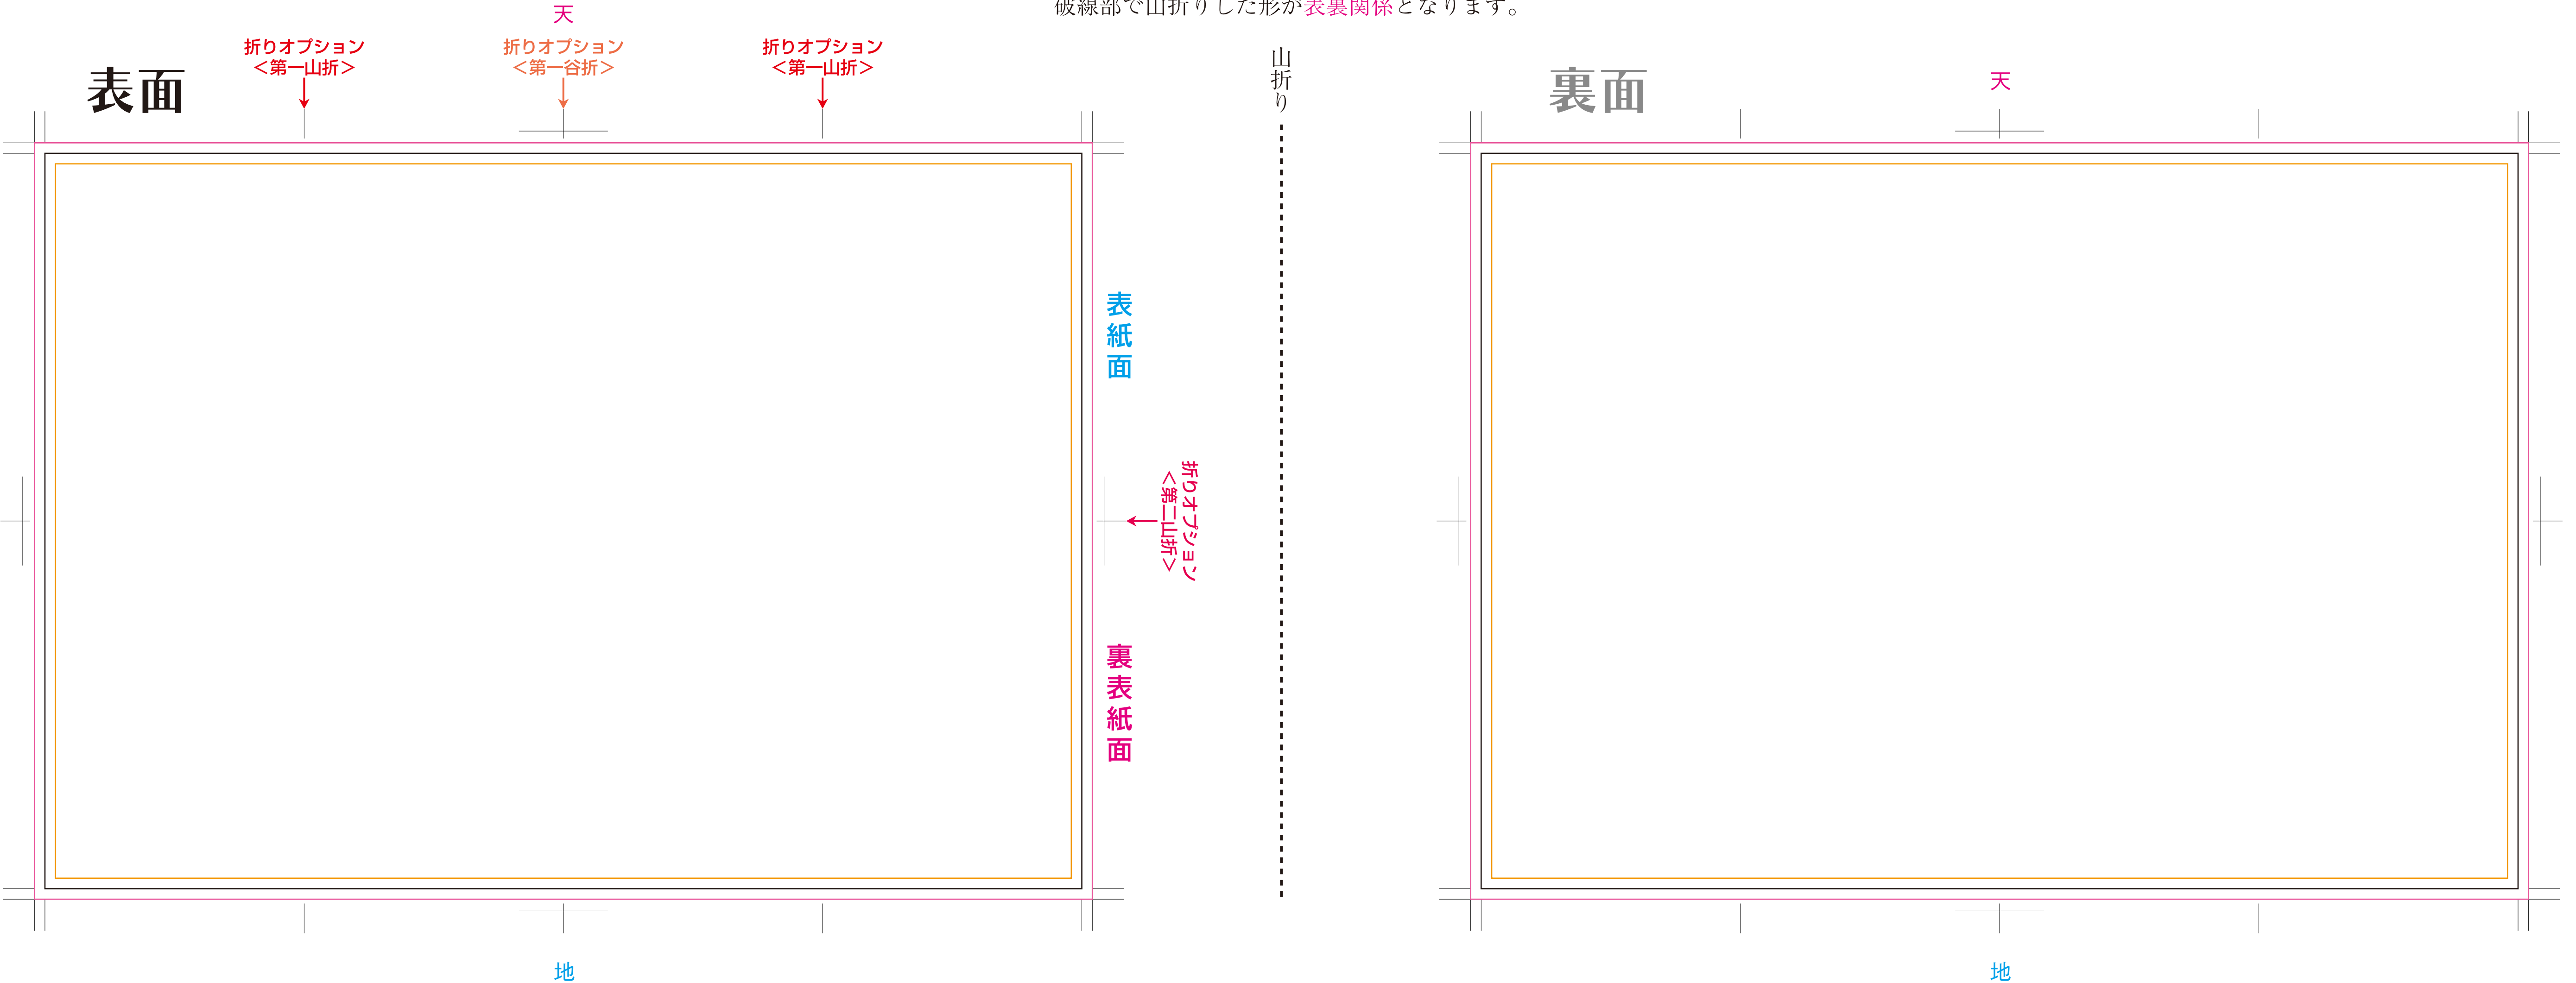 破線部で山折りした形が表裏関係となります。
天
折りオプション
＜第一山折＞
折りオプション
＜第一谷折＞
折りオプション
＜第一山折＞
表面
山折り
裏面
天
表紙面
折りオプション
＜第二山折＞
裏表紙面
地
地